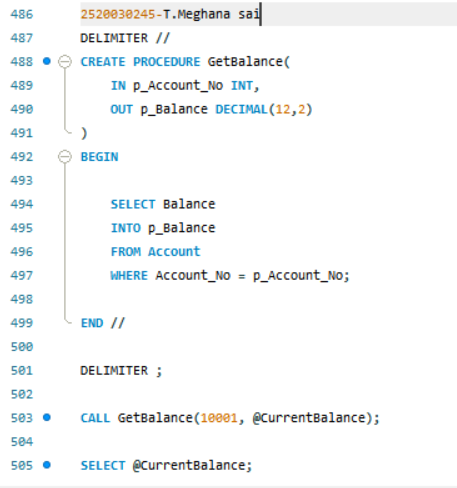 486 2520030245-T.Meghana sai
487 DELIMITER //
488 CREATE PROCEDURE GetBalance(
489 IN p_Account_No INT,
490 OUT p_Balance DECIMAL(12,2)
491 )
492 BEGIN
493
494 SELECT Balance
495 INTO p_Balance
496 FROM Account
497 WHERE Account_No = p_Account_No;
498
499 END //
500
501 DELIMITER ;
502
503 CALL GetBalance(10001, @CurrentBalance);
504
505 SELECT @CurrentBalance;